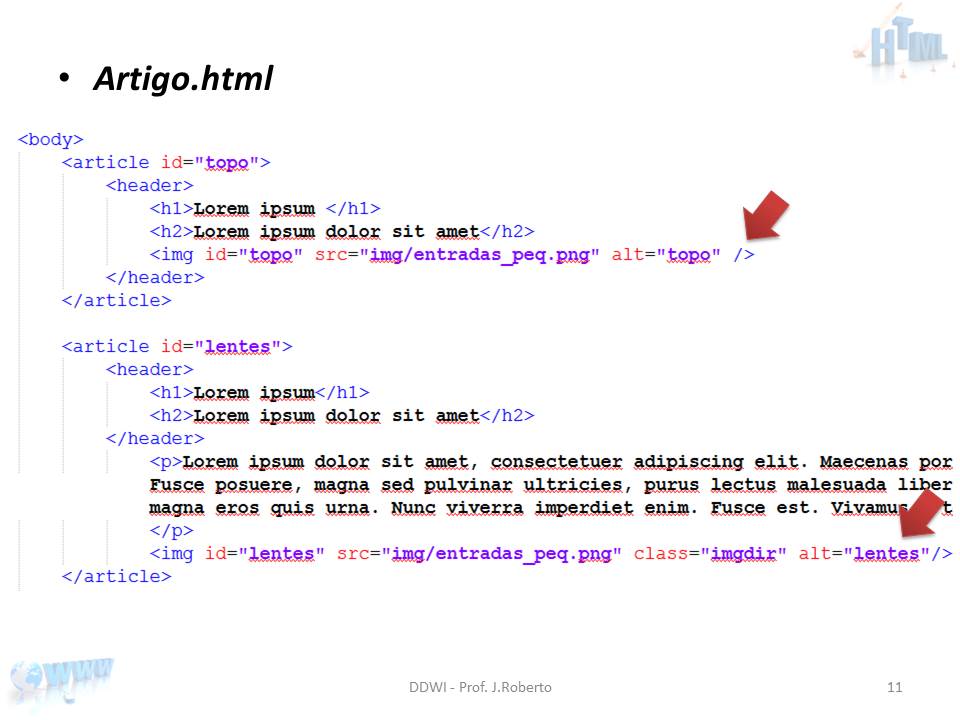 HTML
• Artigo.html
<body>
<article id="topo">
<header>
<h1>Lorem ipsum </h1>
<h2>Lorem ipsum dolor sit amet</h2>
<img id="topo" src="img/entradas_peq.png" alt="topo" />
</header>
</article>
<article id="lentes">
<header>
<h1>Lorem ipsum</h1>
<h2>Lorem ipsum dolor sit amet</h2>
</header>
<p>Lorem ipsum dolor sit amet, consectetuer adipiscing elit. Maecenas por
Fusce posuere, magna sed pulvinar ultricies, purus lectus malesuada liber
magna eros quis urna. Nunc viverra imperdiet enim. Fusce est. Vivamus
</p>
<img id="lentes" src="img/entradas_peq.png" class="imgdir" alt="lentes"/>
</article>
WWW
DDWI - Prof. J.Roberto
11